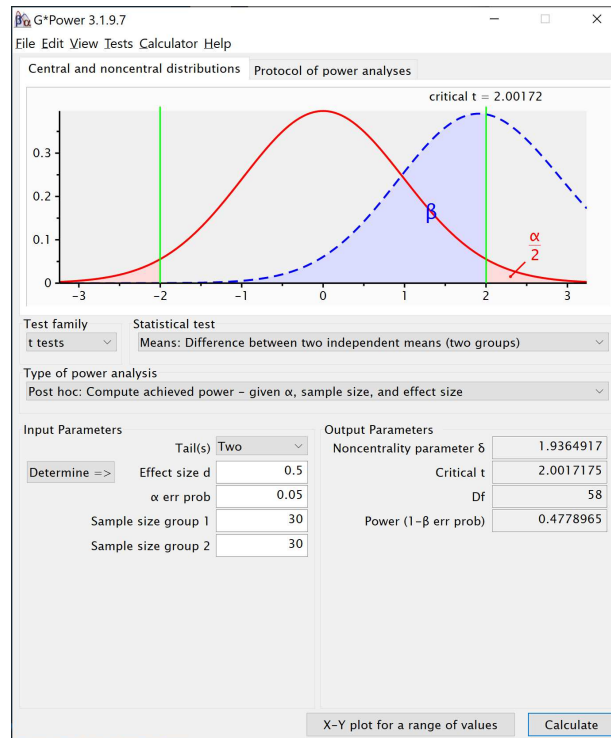 βα G*Power 3.1.9.7
File Edit View Tests Calculator Help
Central and noncentral distributions Protocol of power analyses
critical t = 2.00172
0.3
0.2
0.1
0
-3 -2 -1 0 1 2 3
β
α
2
Test family Statistical test
t tests Means: Difference between two independent means (two groups)
Type of power analysis
Post hoc: Compute achieved power – given α, sample size, and effect size
Input Parameters Output Parameters
Tail(s) Two Noncentrality parameter δ 1.9364917
Determine => Effect size d 0.5 Critical t 2.0017175
α err prob 0.05 Df 58
Sample size group 1 30 Power (1-β err prob) 0.4778965
Sample size group 2 30
X-Y plot for a range of values Calculate